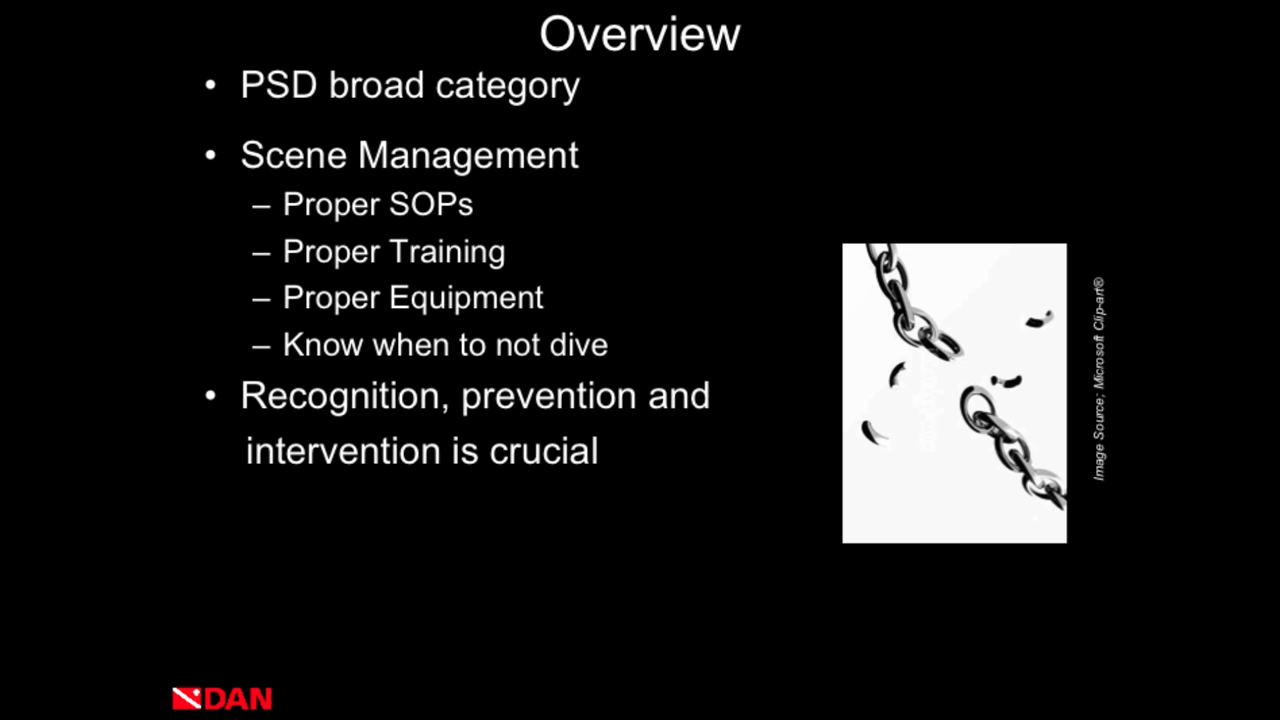 Overview
• PSD broad category
• Scene Management
– Proper SOPs
– Proper Training
– Proper Equipment
– Know when to not dive
• Recognition, prevention and
intervention is crucial
Image Source; Microsoft Clip-art®
DAN